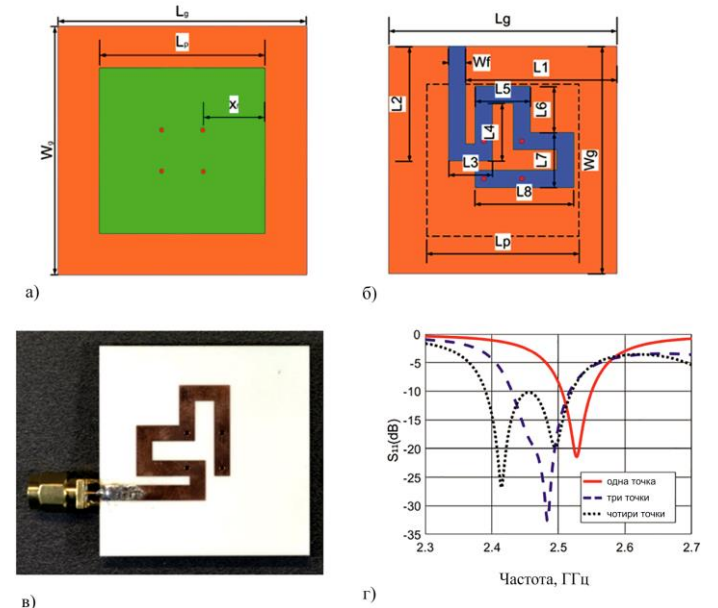 Lg
Lp
x
Wg
а)
Lg
Wf
L1
L2
L5
L6
L4
L3
L7
L8
Wg
Lp
б)
в)
0
-5
-10
-15
-20
-25
-30
-35
S11(dB)
одна точка
три точки
чотири точки
2.3 2.4 2.5 2.6 2.7
Частота, ГГц
г)